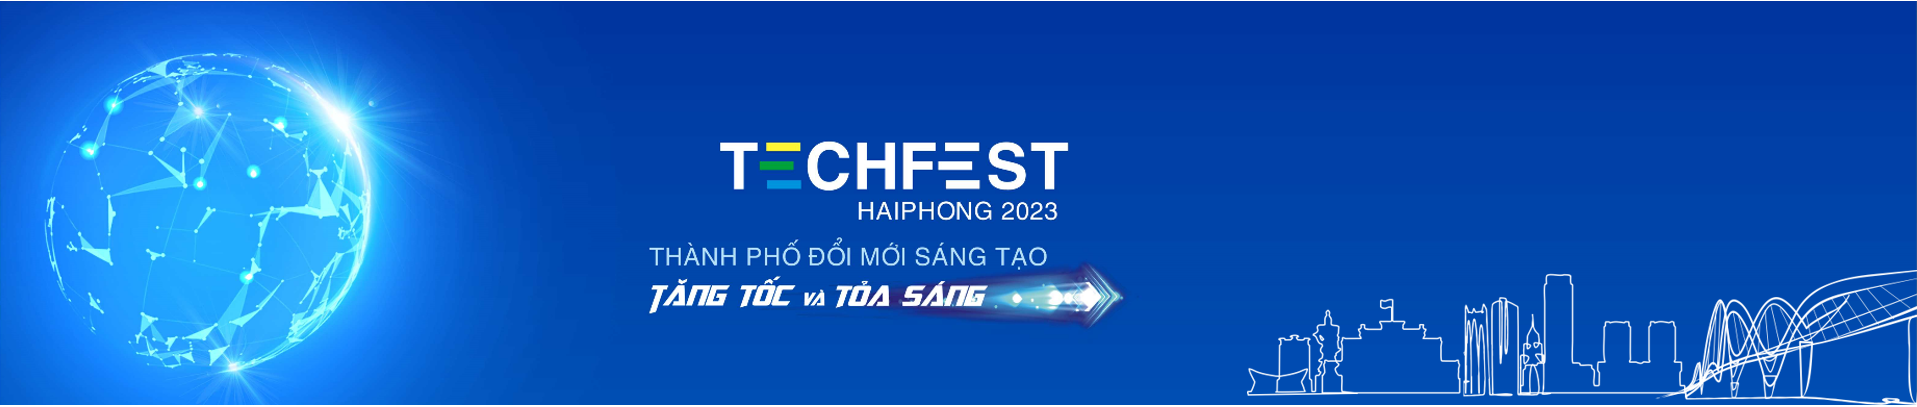 TECHFEST
HAIPHONG 2023
THÀNH PHỐ ĐỔI MỚI SÁNG TẠO
TĂNG TỐC và TỎA SÁNG